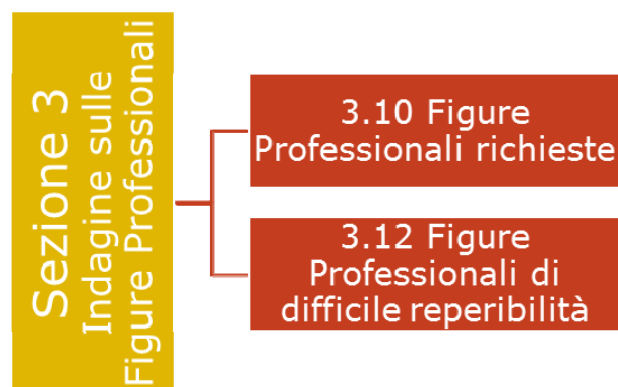 Sezione 3
Indagine sulle
Figure Professionali
3.10 Figure
Professionali richieste
3.12 Figure
Professionali di
difficile reperibilità